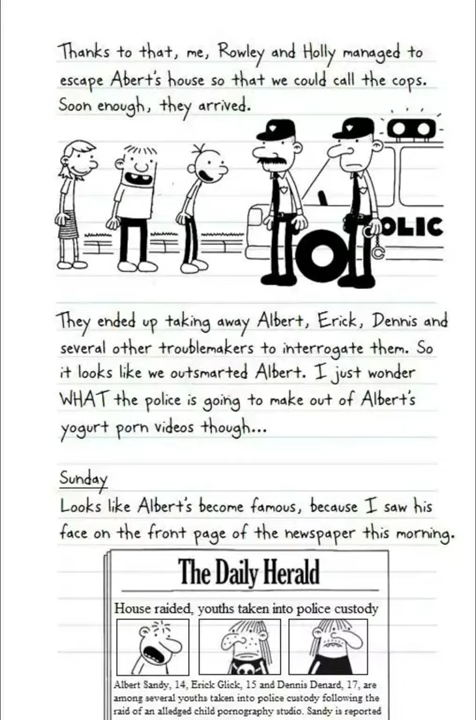 Thanks to that, me, Rowley and Holly managed to
escape Abert's house so that we could call the cops.
Soon enough, they arrived.
OLIC
They ended up taking away Albert, Erick, Dennis and
several other troublemakers to interrogate them. So
it looks like we outsmarted Albert. I just wonder
WHAT the police is going to make out of Albert's
yogurt porn videos though...
Sunday
Looks like Albert's become famous, because I saw his
face on the front page of the newspaper this morning.
The Daily Herald
House raided, youths taken into police custody
Albert Sandy, 14, Erick Glick, 15 and Dennis Denard, 17, are
among several youths taken into police custody following the
raid of an alledged child pornography studio. Sandy is reported